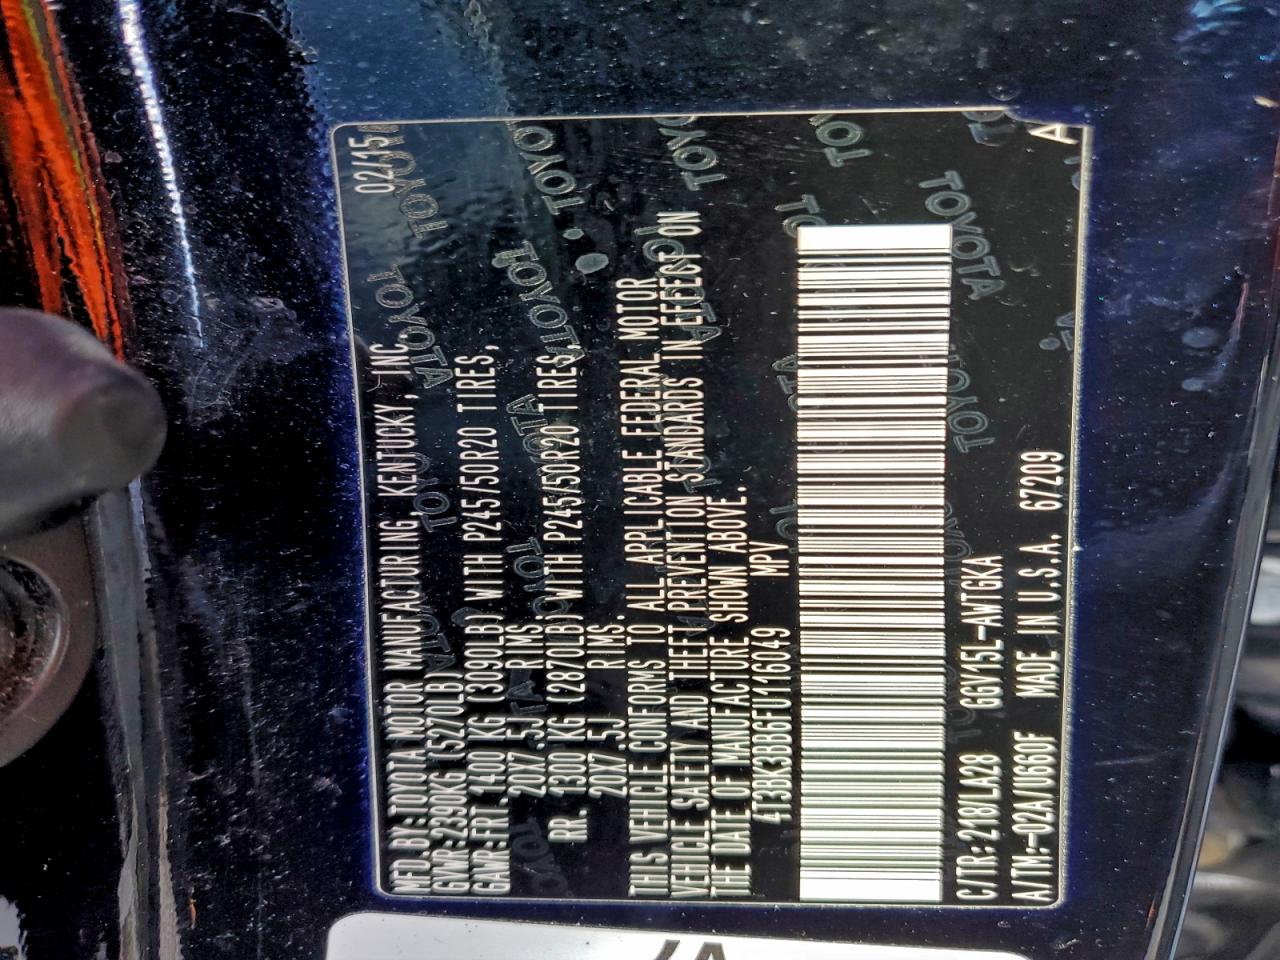 02/15
MFD.BY:TOYOTA MOTOR MANUFACTURING, KENTUCKY, INC.
GVWR:2390KG (5270LB)
GAWR:FRT.1400 KG (3090LB) WITH P245/50R20 TIRES,
20X7.5J RIMS
RR. 1300 KG (2870LB) WITH P245/50R20 TIRES,
20X7.5J RIMS.
THIS VEHICLE CONFORMS TO ALL APPLICABLE FEDERAL MOTOR
VEHICLE SAFETY AND THEFT PREVENTION STANDARDS IN EFFECT ON
THE DATE OF MANUFACTURE SHOWN ABOVE.
4T3BK3BB6FU116049 MPV
C/TR:218/LA28 GGV15L-AWTGKA
A/TM:-02A/U660F MADE IN U.S.A. 67209
A
TOYOTA